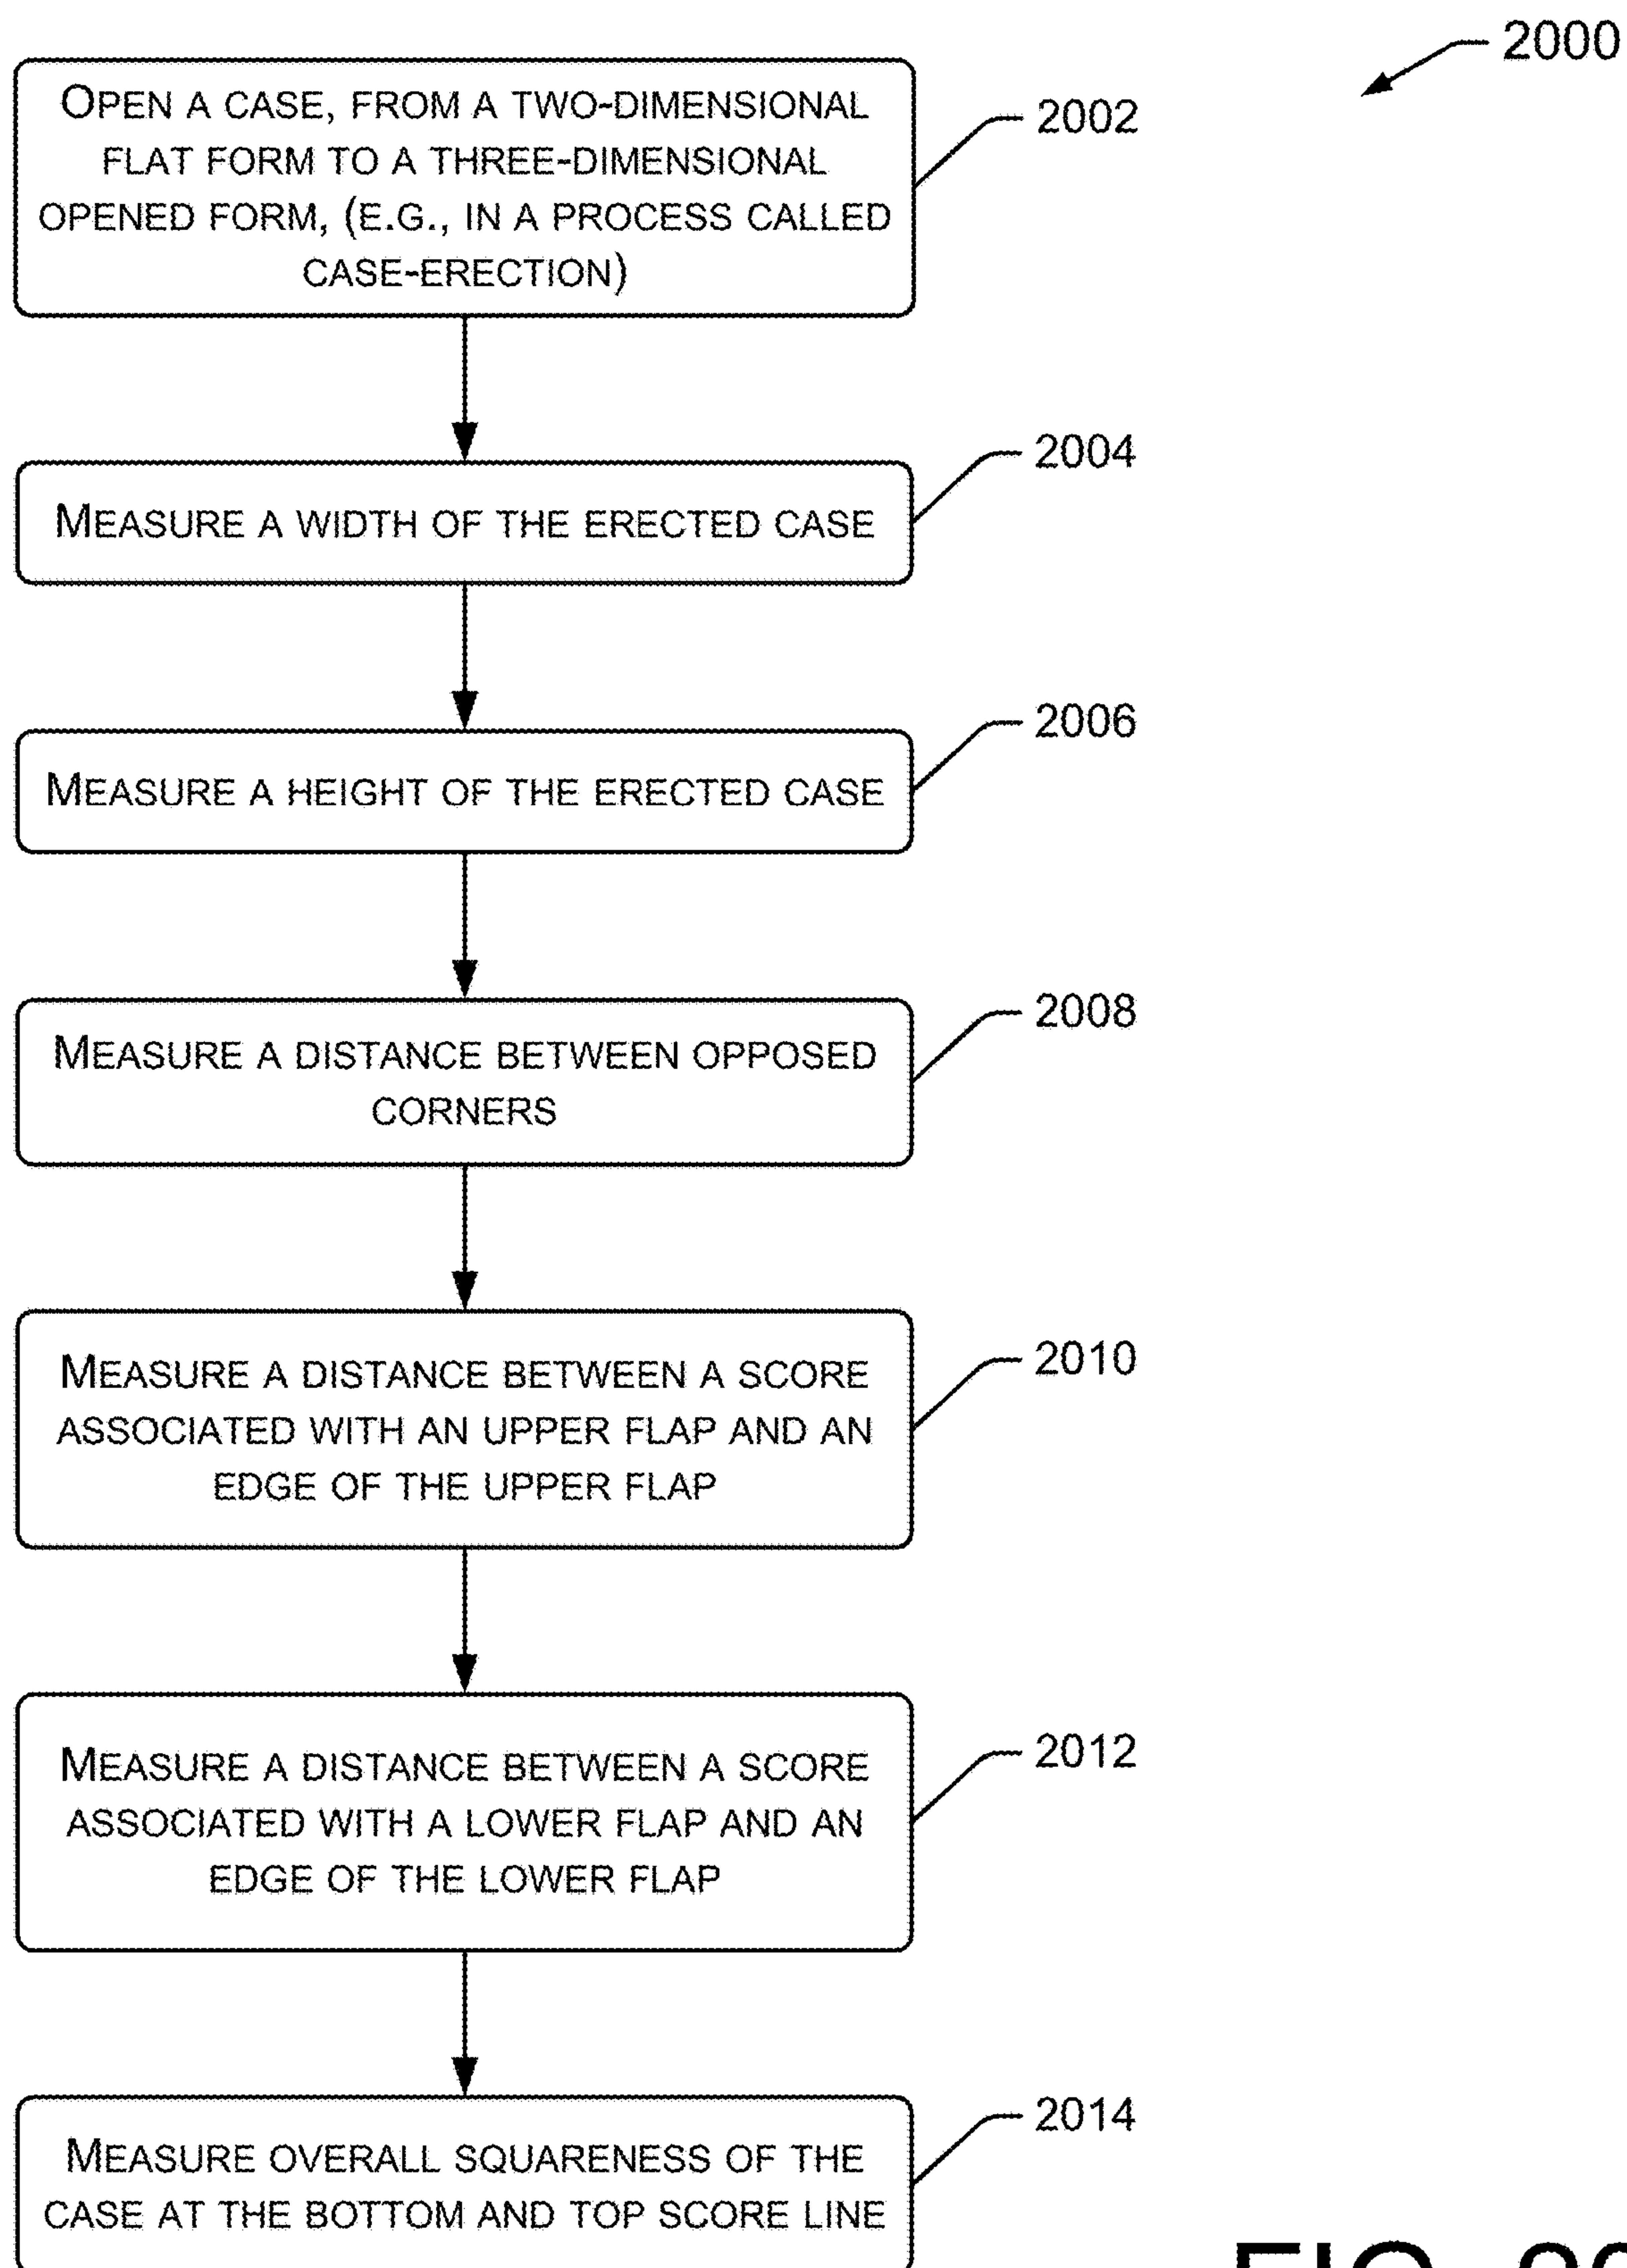 2000
OPEN A CASE, FROM A TWO-DIMENSIONAL
FLAT FORM TO A THREE-DIMENSIONAL
OPENED FORM, (E.G., IN A PROCESS CALLED
CASE-ERECTION)
2002
MEASURE A WIDTH OF THE ERECTED CASE
2004
MEASURE A HEIGHT OF THE ERECTED CASE
2006
MEASURE A DISTANCE BETWEEN OPPOSED
CORNERS
2008
MEASURE A DISTANCE BETWEEN A SCORE
ASSOCIATED WITH AN UPPER FLAP AND AN
EDGE OF THE UPPER FLAP
2010
MEASURE A DISTANCE BETWEEN A SCORE
ASSOCIATED WITH A LOWER FLAP AND AN
EDGE OF THE LOWER FLAP
2012
MEASURE OVERALL SQUARENESS OF THE
CASE AT THE BOTTOM AND TOP SCORE LINE
2014